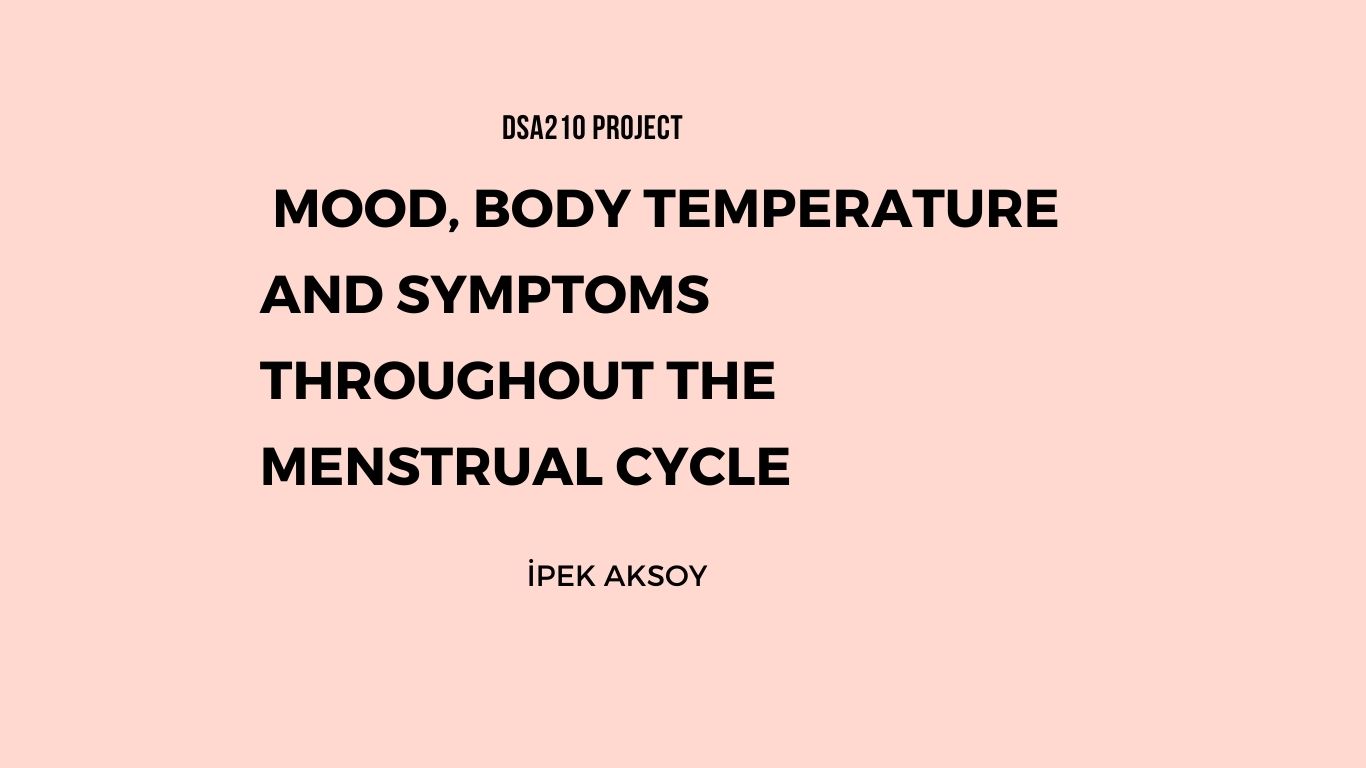 DSA210 PROJECT
MOOD, BODY TEMPERATURE
AND SYMPTOMS
THROUGHOUT THE
MENSTRUAL CYCLE
İPEK AKSOY